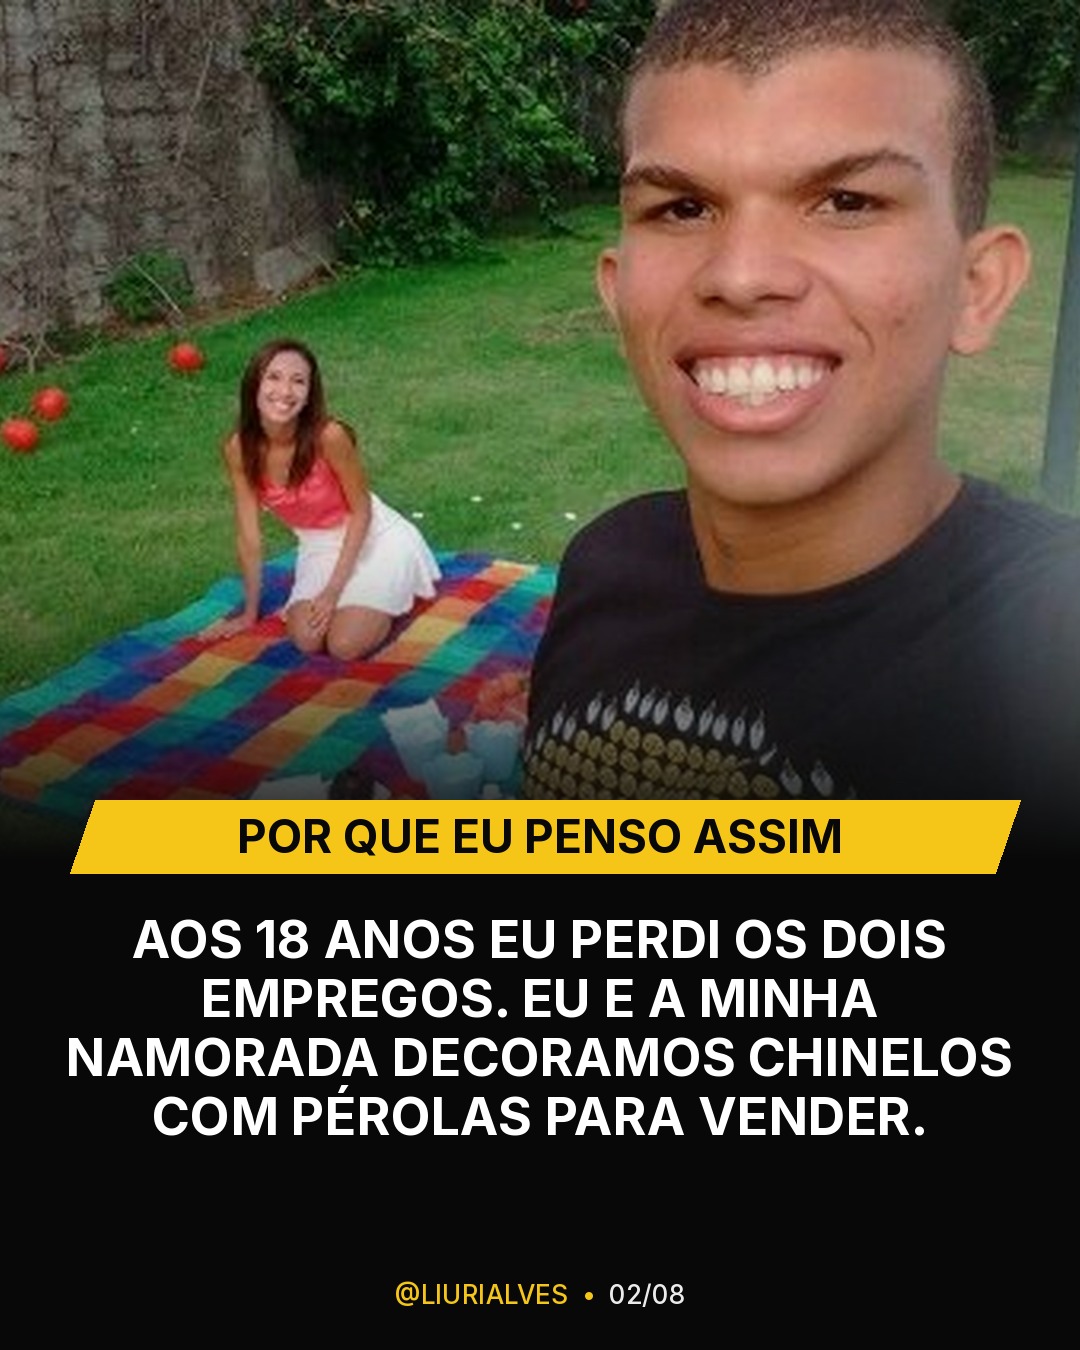 POR QUE EU PENSO ASSIM
AOS 18 ANOS EU PERDI OS DOIS
EMPREGOS. EU E A MINHA
NAMORADA DECORAMOS CHINELOS
COM PÉROLAS PARA VENDER.
@LIURIALVES • 02/08